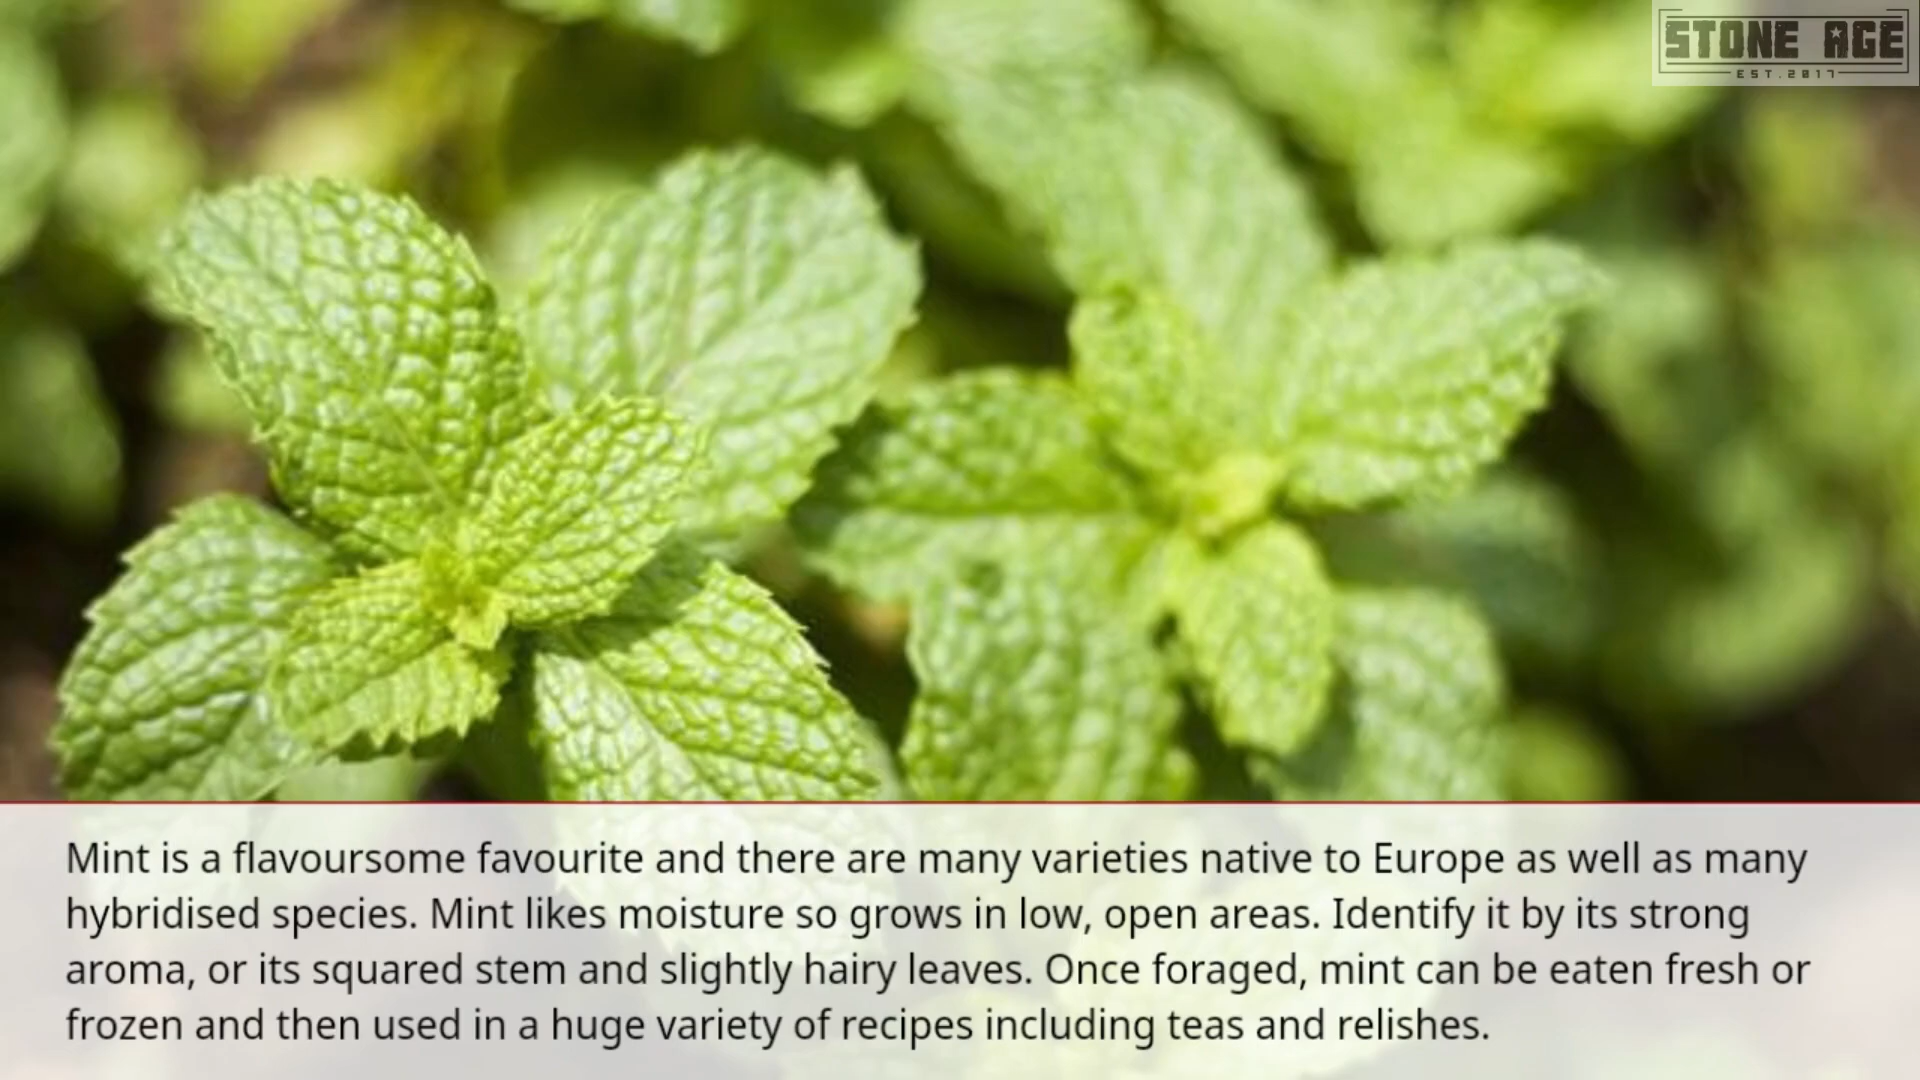 STONE AGE
EST.2017
Mint is a flavoursome favourite and there are many varieties native to Europe as well as many
hybridised species. Mint likes moisture so grows in low, open areas. Identify it by its strong
aroma, or its squared stem and slightly hairy leaves. Once foraged, mint can be eaten fresh or
frozen and then used in a huge variety of recipes including teas and relishes.